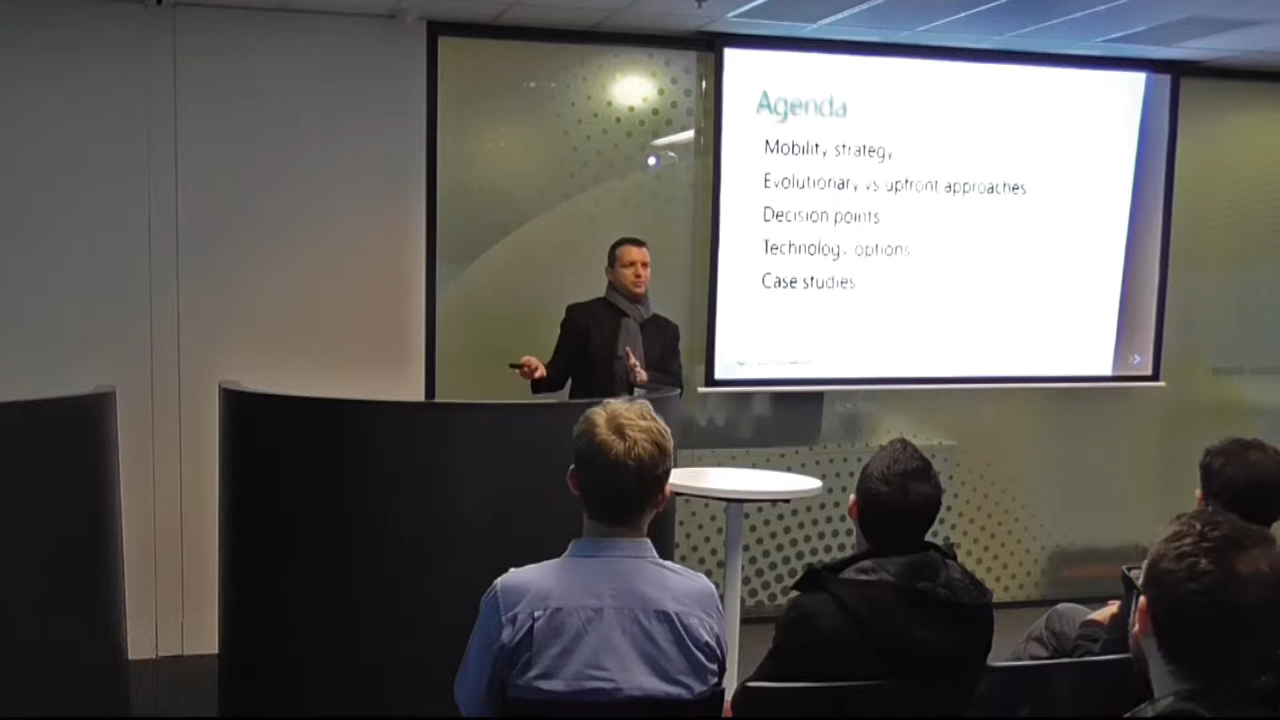 Agenda
Mobility strategy
Evolutionary vs upfront approaches
Decision points
Technology options
Case studies